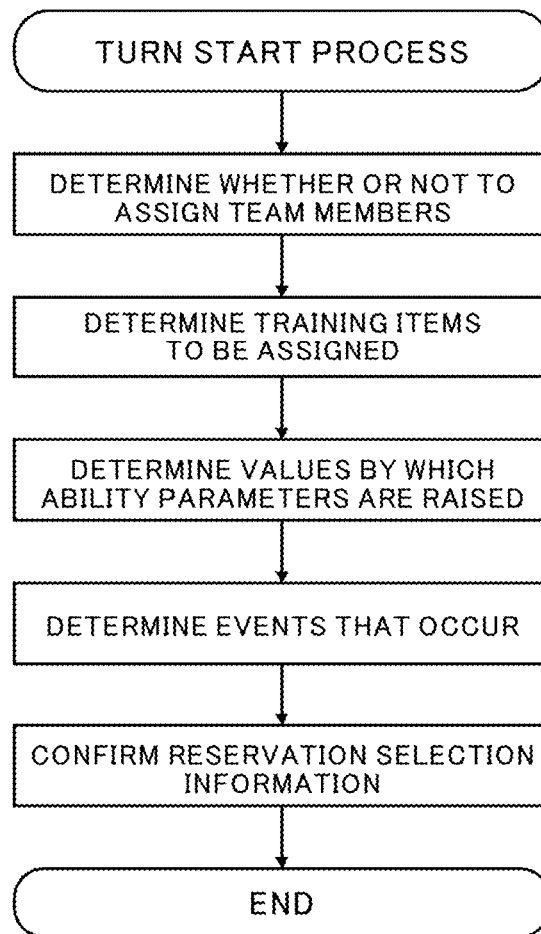 TURN START PROCESS
DETERMINE WHETHER OR NOT TO
ASSIGN TEAM MEMBERS
DETERMINE TRAINING ITEMS
TO BE ASSIGNED
DETERMINE VALUES BY WHICH
ABILITY PARAMETERS ARE RAISED
DETERMINE EVENTS THAT OCCUR
CONFIRM RESERVATION SELECTION
INFORMATION
END